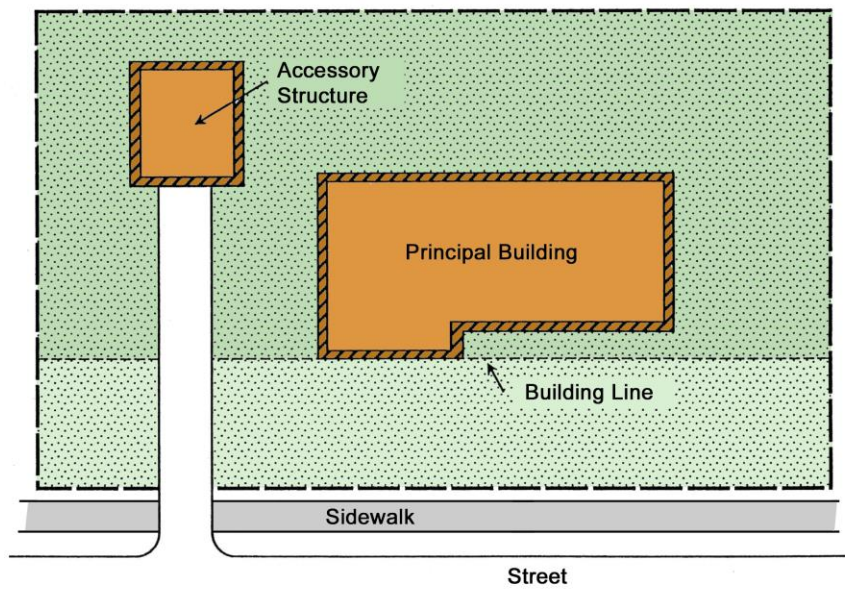 Accessory
Structure
Principal Building
Building Line
Sidewalk
Street